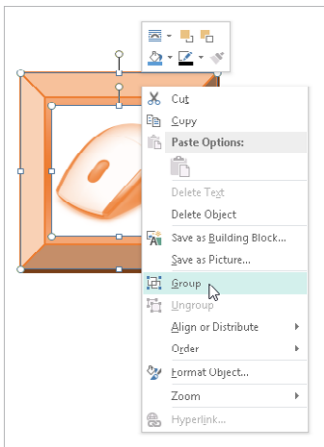 Cut
Copy
Paste Options:
Delete Text
Delete Object
Save as Building Block...
Save as Picture...
Group
Ungroup
Align or Distribute
Order
Format Object...
Zoom
Hyperlink...